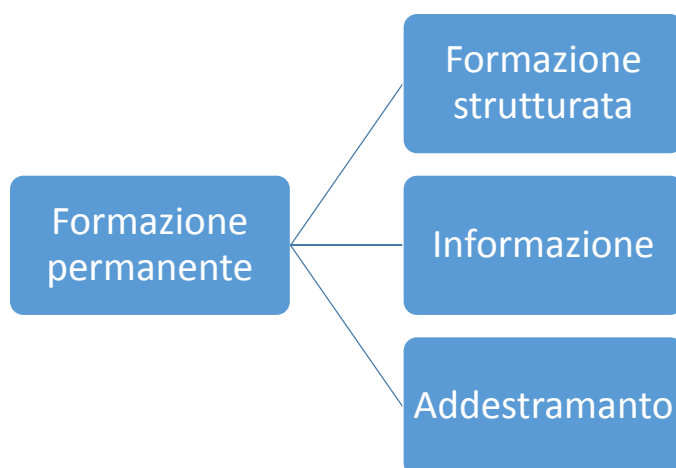 Formazione
strutturata
Formazione
permanente
Informazione
Addestramanto